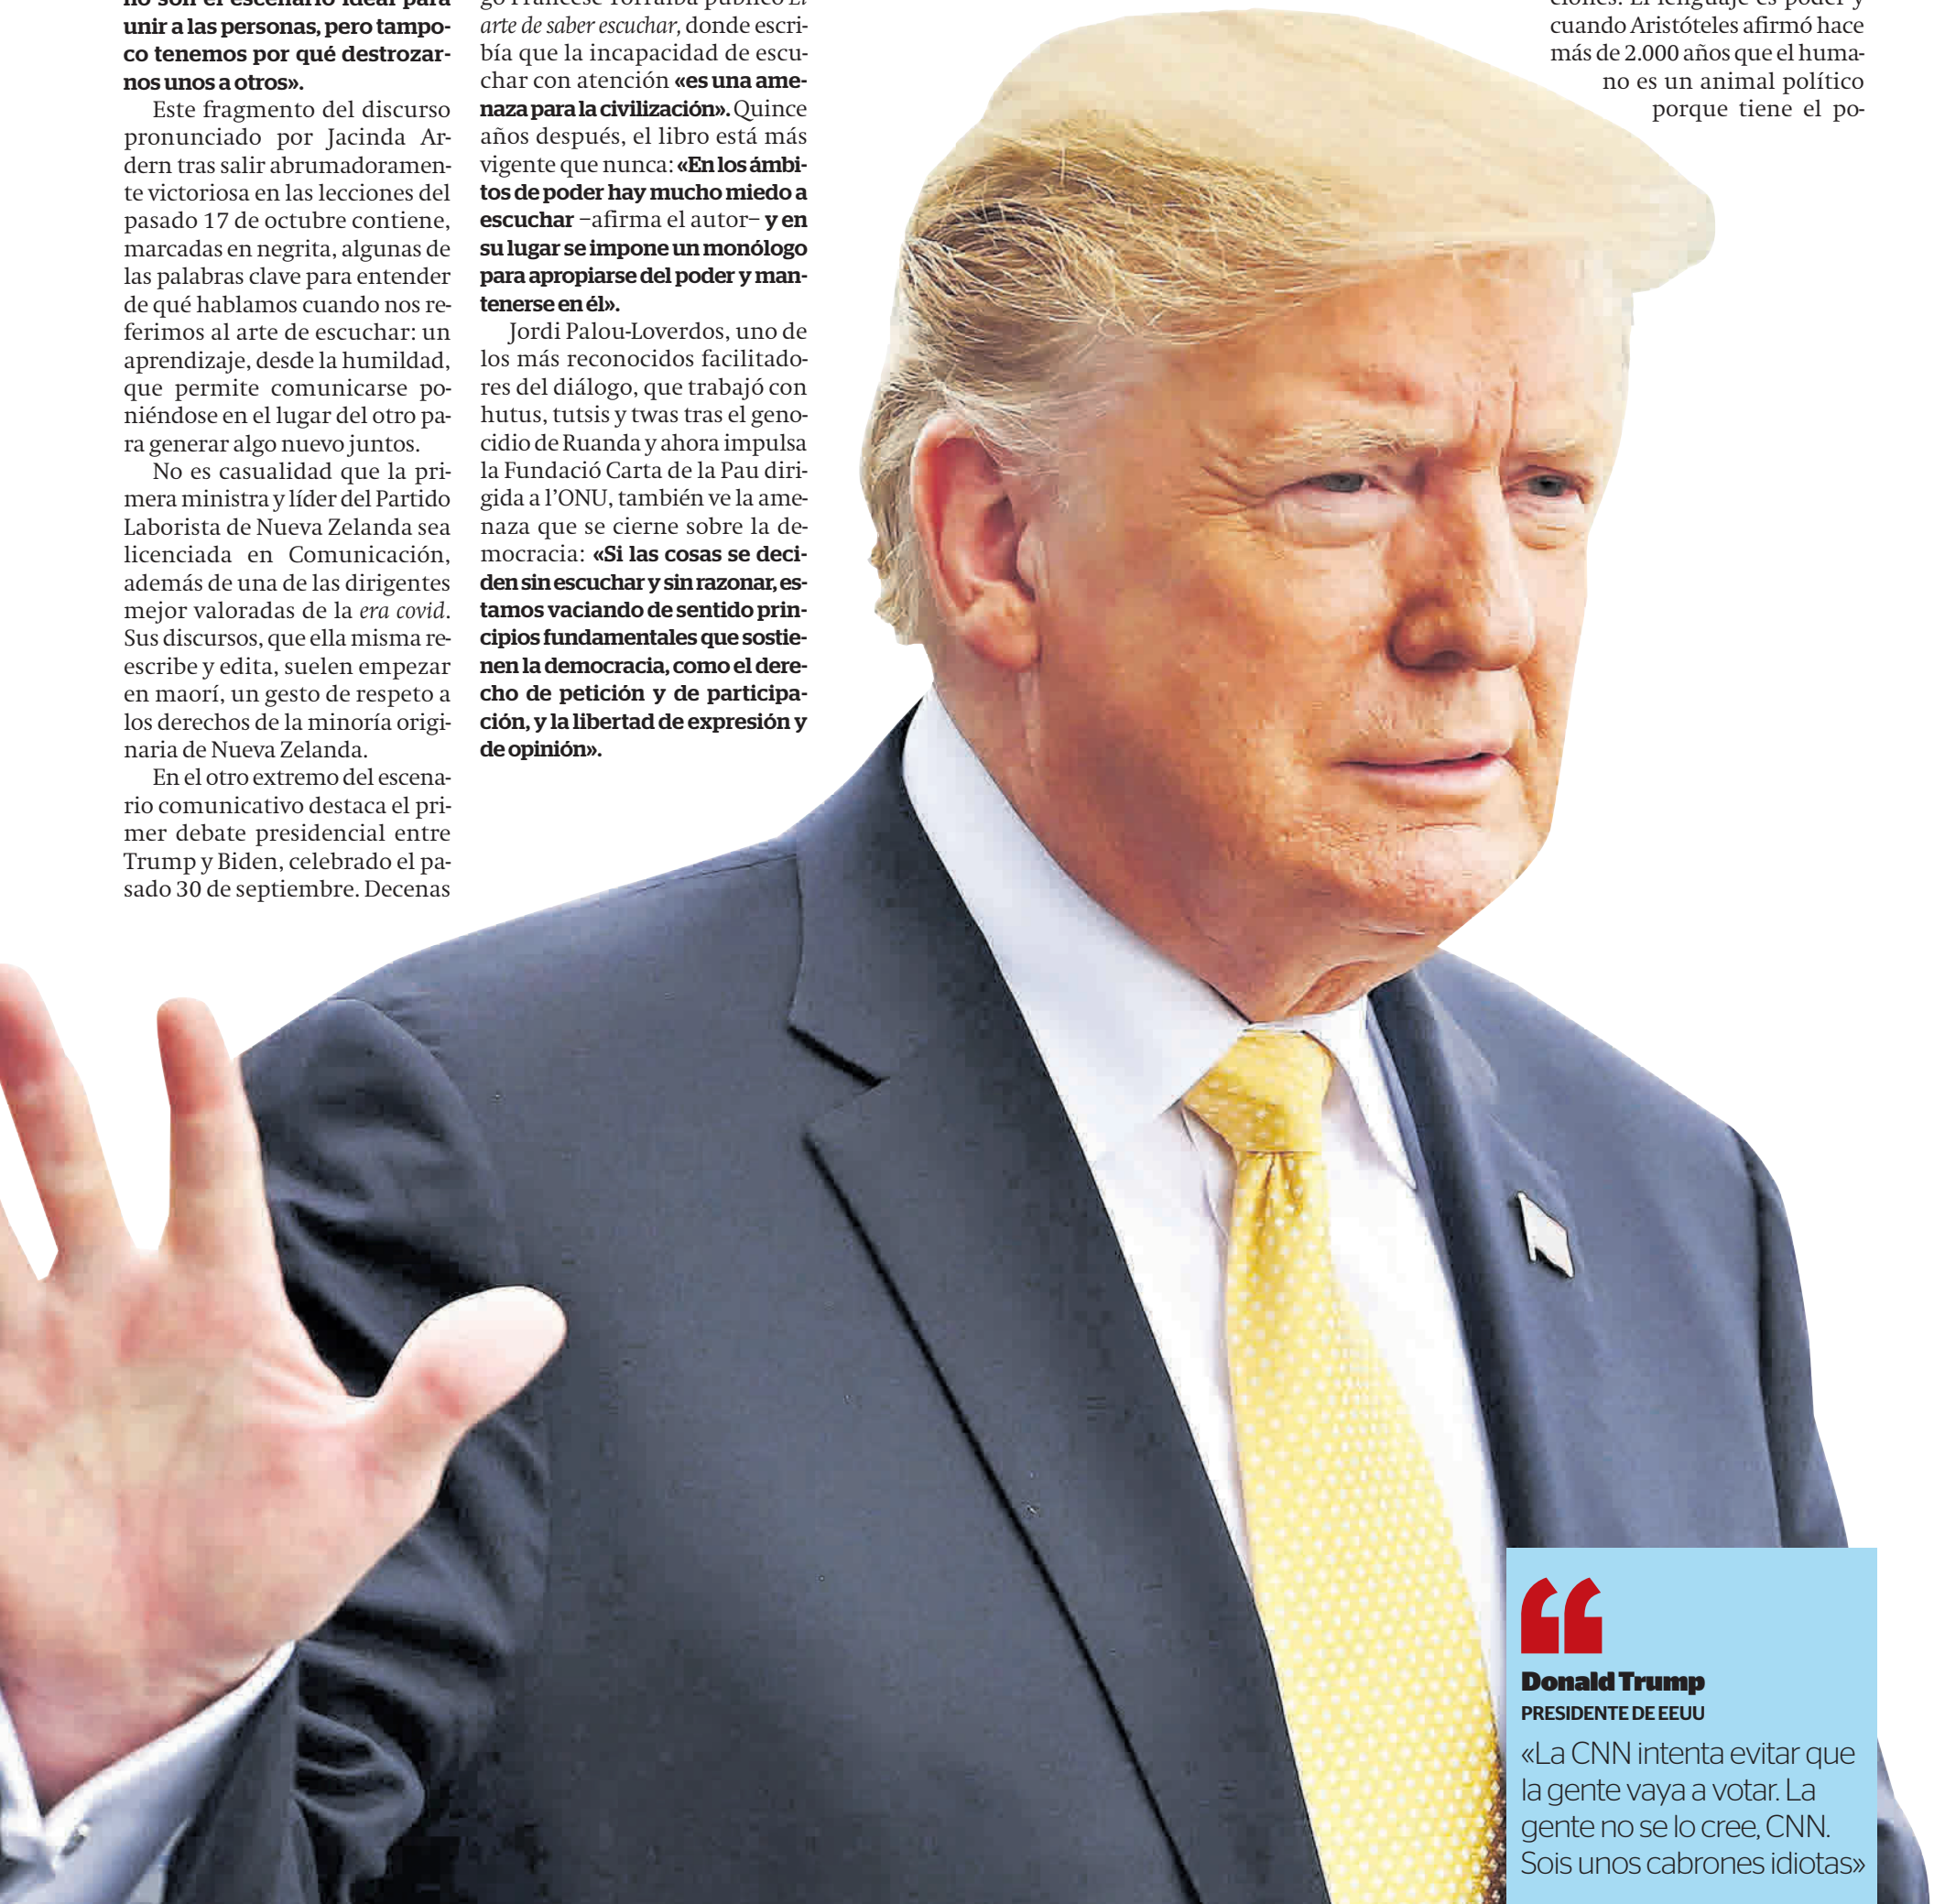 no son el escenario ideal para
unir a las personas, pero tampo-
co tenemos por qué destrozar-
nos unos a otros».
Este fragmento del discurso
pronunciado por Jacinda Ar-
dern tras salir abrumadoramen-
te victoriosa en las lecciones del
pasado 17 de octubre contiene,
marcadas en negrita, algunas de
las palabras clave para entender
de qué hablamos cuando nos re-
ferimos al arte de escuchar: un
aprendizaje, desde la humildad,
que permite comunicarse po-
niéndose en el lugar del otro pa-
ra generar algo nuevo juntos.
No es casualidad que la pri-
mera ministra y líder del Partido
Laborista de Nueva Zelanda sea
licenciada en Comunicación,
además de una de las dirigentes
mejor valoradas de la era covid.
Sus discursos, que ella misma re-
escribe y edita, suelen empezar
en maorí, un gesto de respeto a
los derechos de la minoría origi-
naria de Nueva Zelanda.
En el otro extremo del escena-
rio comunicativo destaca el pri-
mer debate presidencial entre
Trump y Biden, celebrado el pa-
sado 30 de septiembre. Decenas
go Francesc Torralba publicó El
arte de saber escuchar, donde escri-
bía que la incapacidad de escu-
char con atención «es una ame-
naza para la civilización». Quince
años después, el libro está más
vigente que nunca: «En los ámbi-
tos de poder hay mucho miedo a
escuchar –afirma el autor– y en
su lugar se impone un monólogo
para apropiarse del poder y man-
tenerse en él».
Jordi Palou-Loverdos, uno de
los más reconocidos facilitado-
res del diálogo, que trabajó con
hutus, tutsis y twas tras el geno-
cidio de Ruanda y ahora impulsa
la Fundació Carta de la Pau diri-
gida a l'ONU, también ve la ame-
naza que se cierne sobre la de-
mocracia: «Si las cosas se deci-
den sin escuchar y sin razonar, es-
tamos vaciando de sentido prin-
cipios fundamentales que sostie-
nen la democracia, como el dere-
cho de petición y de participa-
ción, y la libertad de expresión y
de opinión».
ciones. El lenguaje es poder y
cuando Aristóteles afirmó hace
más de 2.000 años que el huma-
no es un animal político
porque tiene el po-
Donald Trump
PRESIDENTE DE EEUU
«La CNN intenta evitar que
la gente vaya a votar. La
gente no se lo cree, CNN.
Sois unos cabrones idiotas»